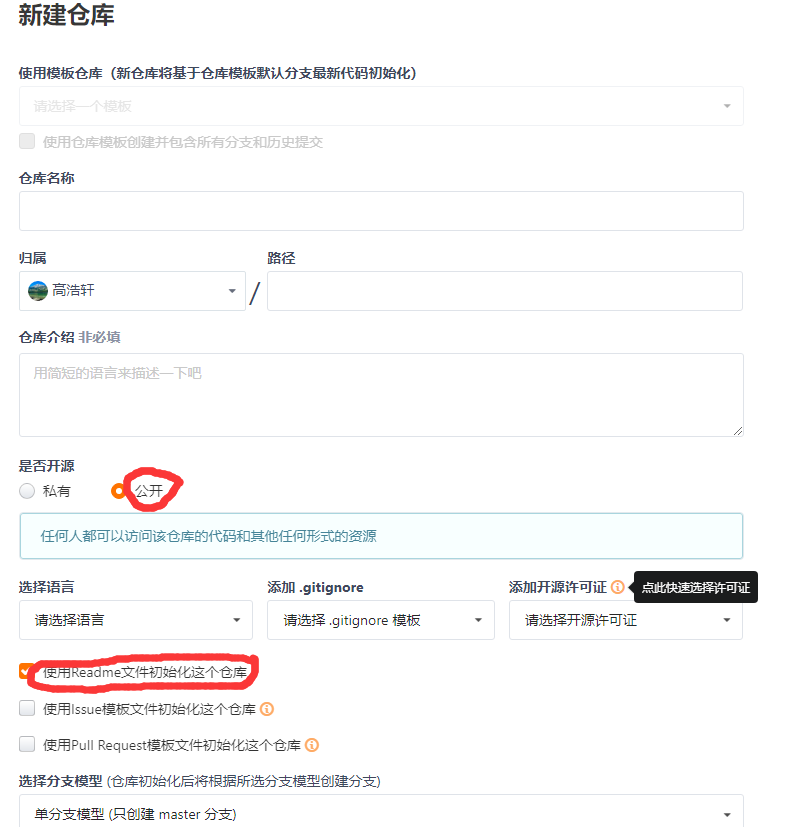 新建仓库
使用模板仓库（新仓库将基于仓库模板默认分支最新代码初始化）
请选择一个模板
使用仓库模板创建并包含所有分支和历史提交
仓库名称
归属 路径
高浩轩 /
仓库介绍 非必填
用简短的语言来描述一下吧
是否开源
私有 公开
任何人都可以访问该仓库的代码和其他任何形式的资源
选择语言 添加 .gitignore 添加开源许可证 点此快速选择许可证
请选择语言 请选择 .gitignore 模板 请选择开源许可证
使用Readme文件初始化这个仓库
使用Issue模板文件初始化这个仓库
使用Pull Request模板文件初始化这个仓库
选择分支模型 (仓库初始化后将根据所选分支模型创建分支)
单分支模型 (只创建 master 分支)